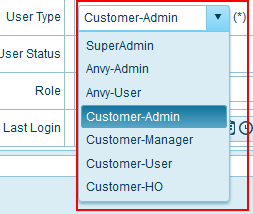 User Type Customer-Admin (*)
SuperAdmin
User Status
Anvy-Admin
Anvy-User
Role
Customer-Admin
Last Login
Customer-Manager
Customer-User
Customer-HO